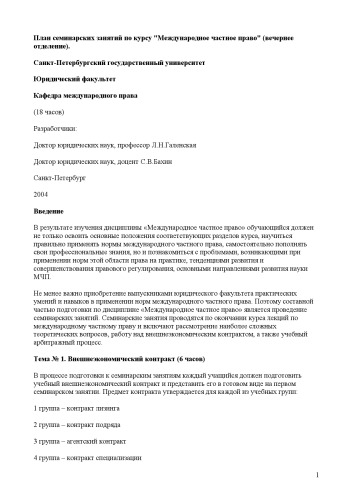 План семинарских занятий по курсу "Международное частное право" (вечернее
отделение).
Санкт-Петербургский государственный университет
Юридический факультет
Кафедра международного права
(18 часов)
Разработчики:
Доктор юридических наук, профессор Л.Н.Галенская
Доктор юридических наук, доцент С.В.Бахин
Санкт-Петербург
2004
Введение
В результате изучения дисциплины «Международное частное право» обучающийся должен
не только освоить основные положения соответствующих разделов курса, научиться
правильно применять нормы международного частного права, самостоятельно пополнять
свои профессиональные знания, но и познакомиться с проблемами, возникающими при
применении норм этой области права на практике, тенденциями развития и
совершенствования правового регулирования, основными направлениями развития науки
МЧП.
Не менее важно приобретение выпускниками юридического факультета практических
умений и навыков в применении норм международного частного права. Поэтому составной
частью подготовки по дисциплине «Международное частное право» является проведение
семинарских занятий. Семинарские занятия проводятся по окончании курса лекций по
международному частному праву и включают рассмотрение наиболее сложных
теоретических вопросов, работу над внешнеэкономическим контрактом, а также учебный
арбитражный процесс.
Тема № 1. Внешнеэкономический контракт (6 часов)
В процессе подготовки к семинарским занятиям каждый учащийся должен подготовить
учебный внешнеэкономический контракт и представить его в готовом виде на первом
семинарском занятии. Предмет контракта утверждается для каждой из учебных групп:
1 группа – контракт лизинга
2 группа – контракт подряда
3 группа – агентский контракт
4 группа – контракт специализации
1